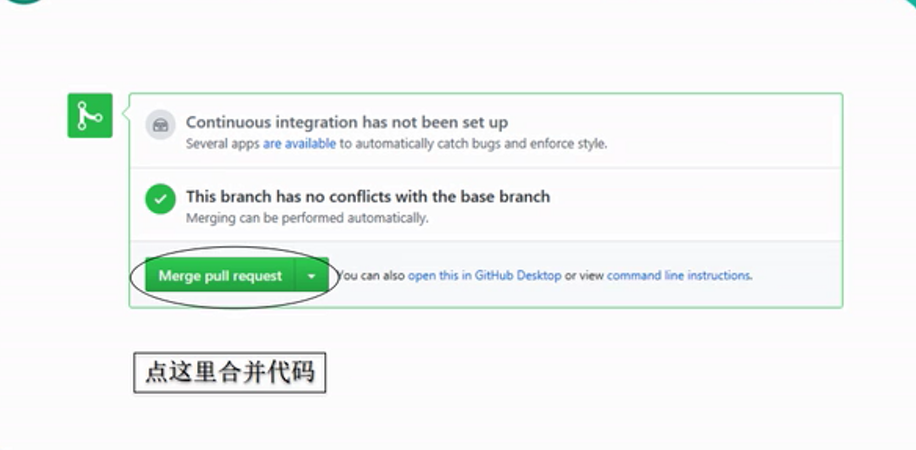 Continuous integration has not been set up
Several apps are available to automatically catch bugs and enforce style.
This branch has no conflicts with the base branch
Merging can be performed automatically.
Merge pull request
You can also open this in GitHub Desktop or view command line instructions.
点这里合并代码